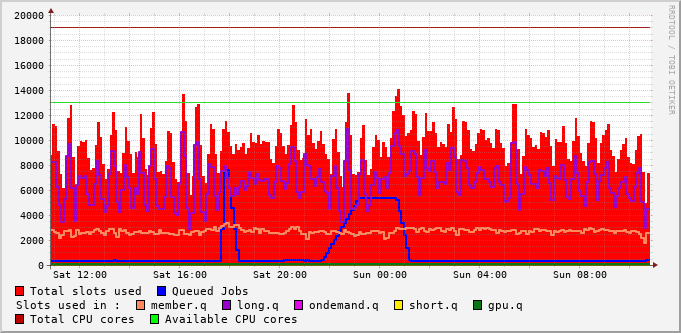 20000
18000
16000
14000
12000
10000
8000
6000
4000
2000
0
Sat 12:00 Sat 16:00 Sat 20:00 Sun 00:00 Sun 04:00 Sun 08:00
RRDTOOL / TOBI OETIKER
Total slots used Queued Jobs
Slots used in : member.q long.q ondemand.q short.q gpu.q
Total CPU cores Available CPU cores